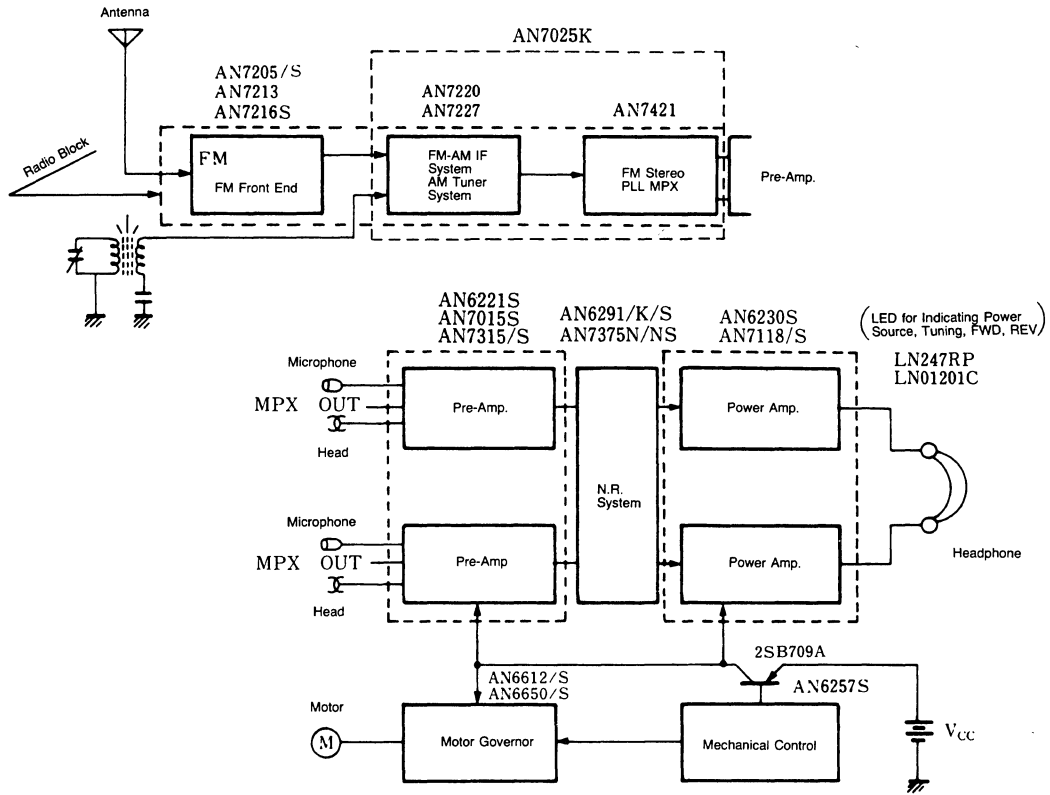 Antenna
AN7025K
AN7205/S
AN7213
AN7216S
AN7220
AN7227
AN7421
Radio Block
FM
FM Front End
FM-AM IF
System
AM Tuner
System
FM Stereo
PLL MPX
Pre-Amp.
AN6221S
AN7015S
AN7315/S
AN6291/K/S
AN7375N/NS
AN6230S
AN7118/S
(LED for Indicating Power
Source, Tuning, FWD, REV)
LN247RP
LN01201C
Microphone
MPX OUT
Head
Pre-Amp.
Power Amp.
N.R.
System
Microphone
MPX OUT
Head
Pre-Amp
Power Amp.
Headphone
2SB709A
AN6612/S
AN6650/S
AN6257S
Motor
M
Motor Governor
Mechanical Control
VCC